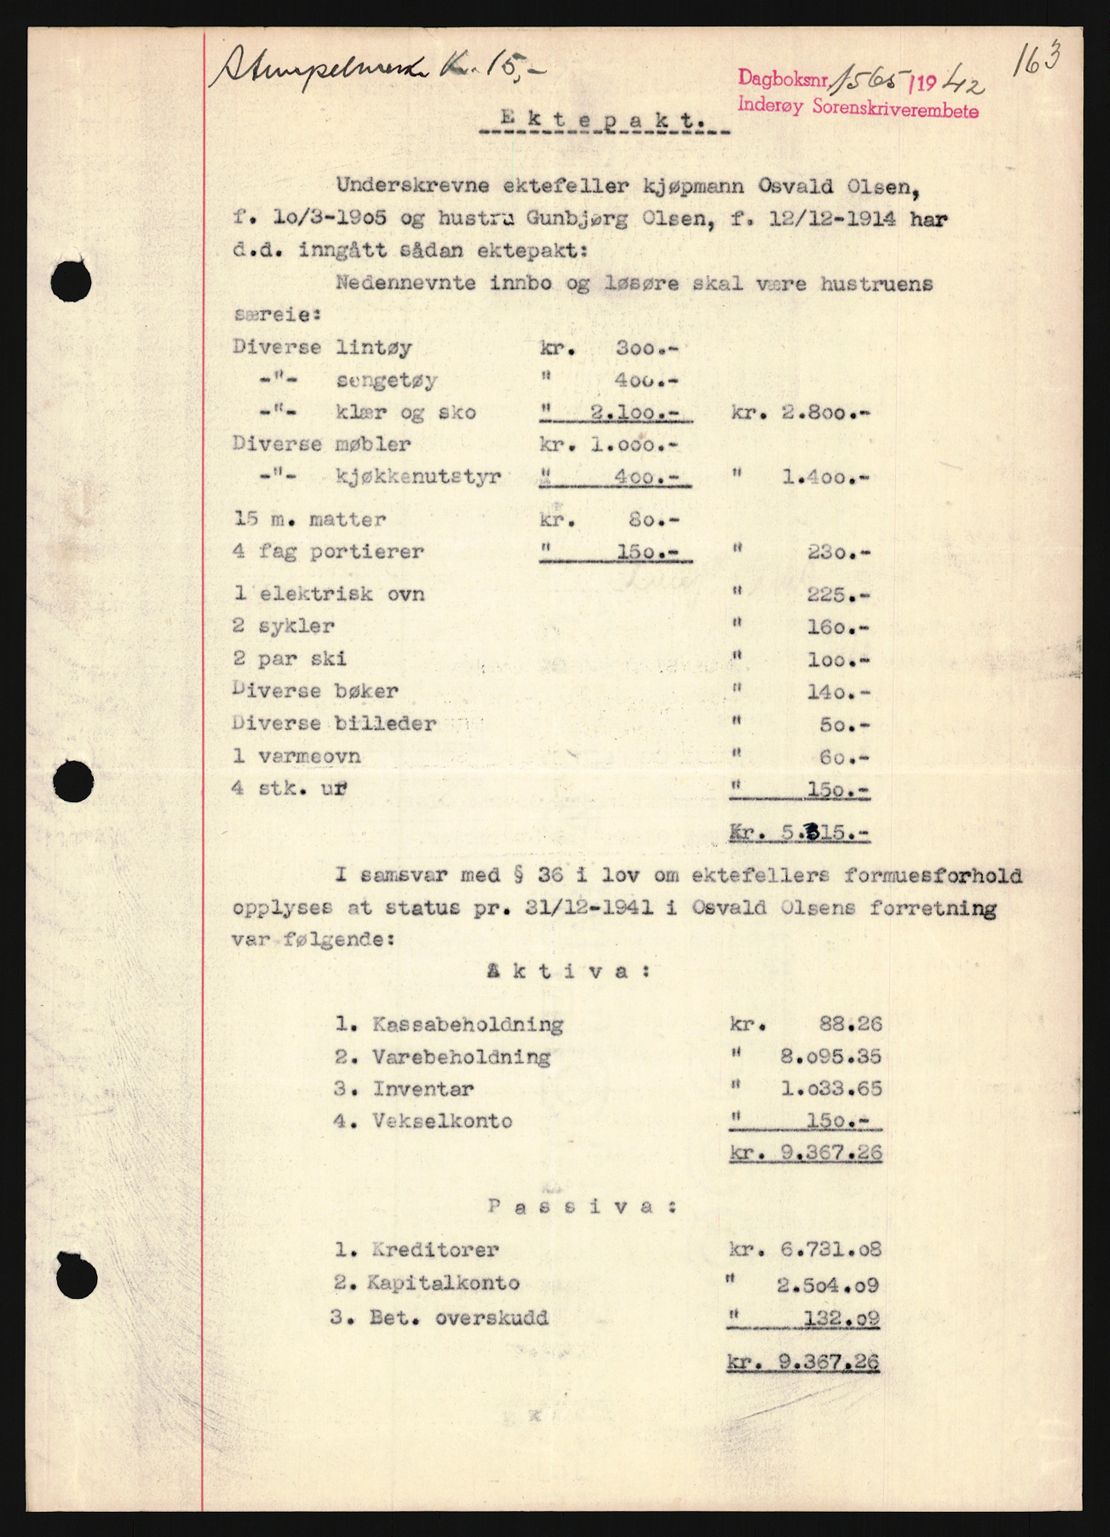 163
Stempelmerke Kr. 15,-
Dagboksnr. 1565/1942
Inderøy Sorenskriverembete
Ektepakt.
Underskrevne ektefeller kjøpmann Osvald Olsen,
f. 10/3-1905 og hustru Gunbjørg Olsen, f. 12/12-1914 har
d.d. inngått sådan ektepakt:
Nedennevnte innbo og løsøre skal være hustruens
særeie:
Diverse lintøy kr. 300.-
-"- sengetøy " 400.-
-"- klær og sko " 2.100.- kr. 2.800.-
Diverse møbler kr. 1.000.-
-"- kjøkkenutstyr " 400.- " 1.400.-
15 m. matter kr. 80.-
4 fag portierer " 150.- " 230.-
1 elektrisk ovn " 225.-
2 sykler " 160.-
2 par ski " 100.-
Diverse bøker " 140.-
Diverse billeder " 50.-
1 varmeovn " 60.-
4 stk. ur " 150.-
Kr. 5.315.-
I samsvar med § 36 i lov om ektefellers formuesforhold
opplyses at status pr. 31/12-1941 i Osvald Olsens forretning
var følgende:
Aktiva:
1. Kassabeholdning kr. 88.26
2. Varebeholdning " 8.095.35
3. Inventar " 1.033.65
4. Vekselkonto " 150.-
kr. 9.367.26
Passiva:
1. Kreditorer kr. 6.731.08
2. Kapitalkonto " 2.504.09
3. Bet. overskudd " 132.09
kr. 9.367.26